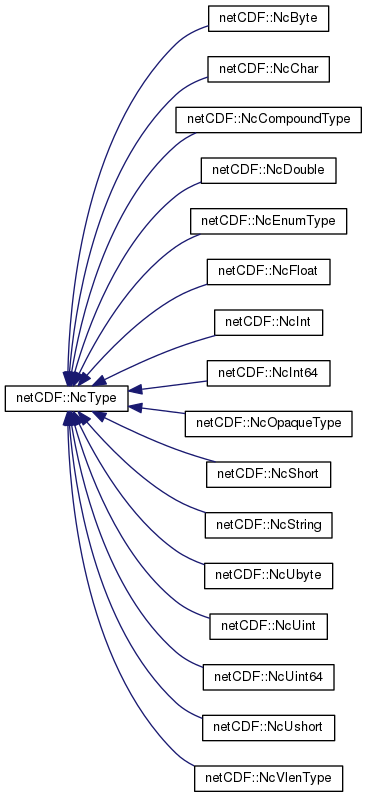 netCDF::NcByte
netCDF::NcChar
netCDF::NcCompoundType
netCDF::NcDouble
netCDF::NcEnumType
netCDF::NcFloat
netCDF::NcInt
netCDF::NcInt64
netCDF::NcType
netCDF::NcOpaqueType
netCDF::NcShort
netCDF::NcString
netCDF::NcUbyte
netCDF::NcUint
netCDF::NcUint64
netCDF::NcUshort
netCDF::NcVlenType